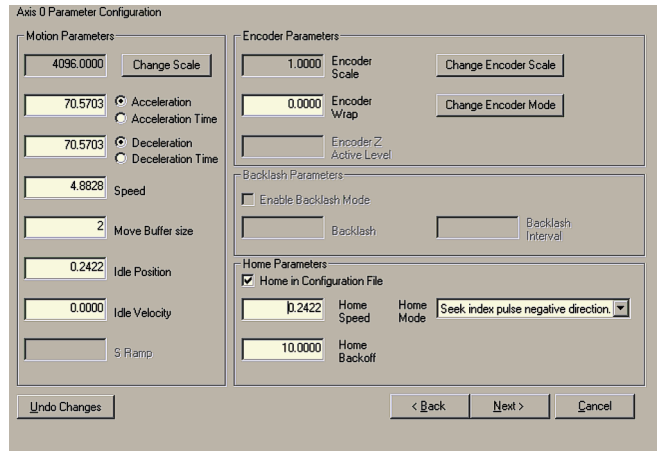 Axis 0 Parameter Configuration
Motion Parameters
4096.0000 Change Scale
70.5703 Acceleration
Acceleration Time
70.5703 Deceleration
Deceleration Time
4.8828 Speed
2 Move Buffer size
0.2422 Idle Position
0.0000 Idle Velocity
S Ramp
Encoder Parameters
1.0000 Encoder
Scale
Change Encoder Scale
0.0000 Encoder
Wrap
Change Encoder Mode
Encoder Z
Active Level
Backlash Parameters
Enable Backlash Mode
Backlash
Backlash
Interval
Home Parameters
Home in Configuration File
0.2422 Home
Speed
Home
Mode
Seek index pulse negative direction.
10.0000 Home
Backoff
Undo Changes
< Back
Next >
Cancel